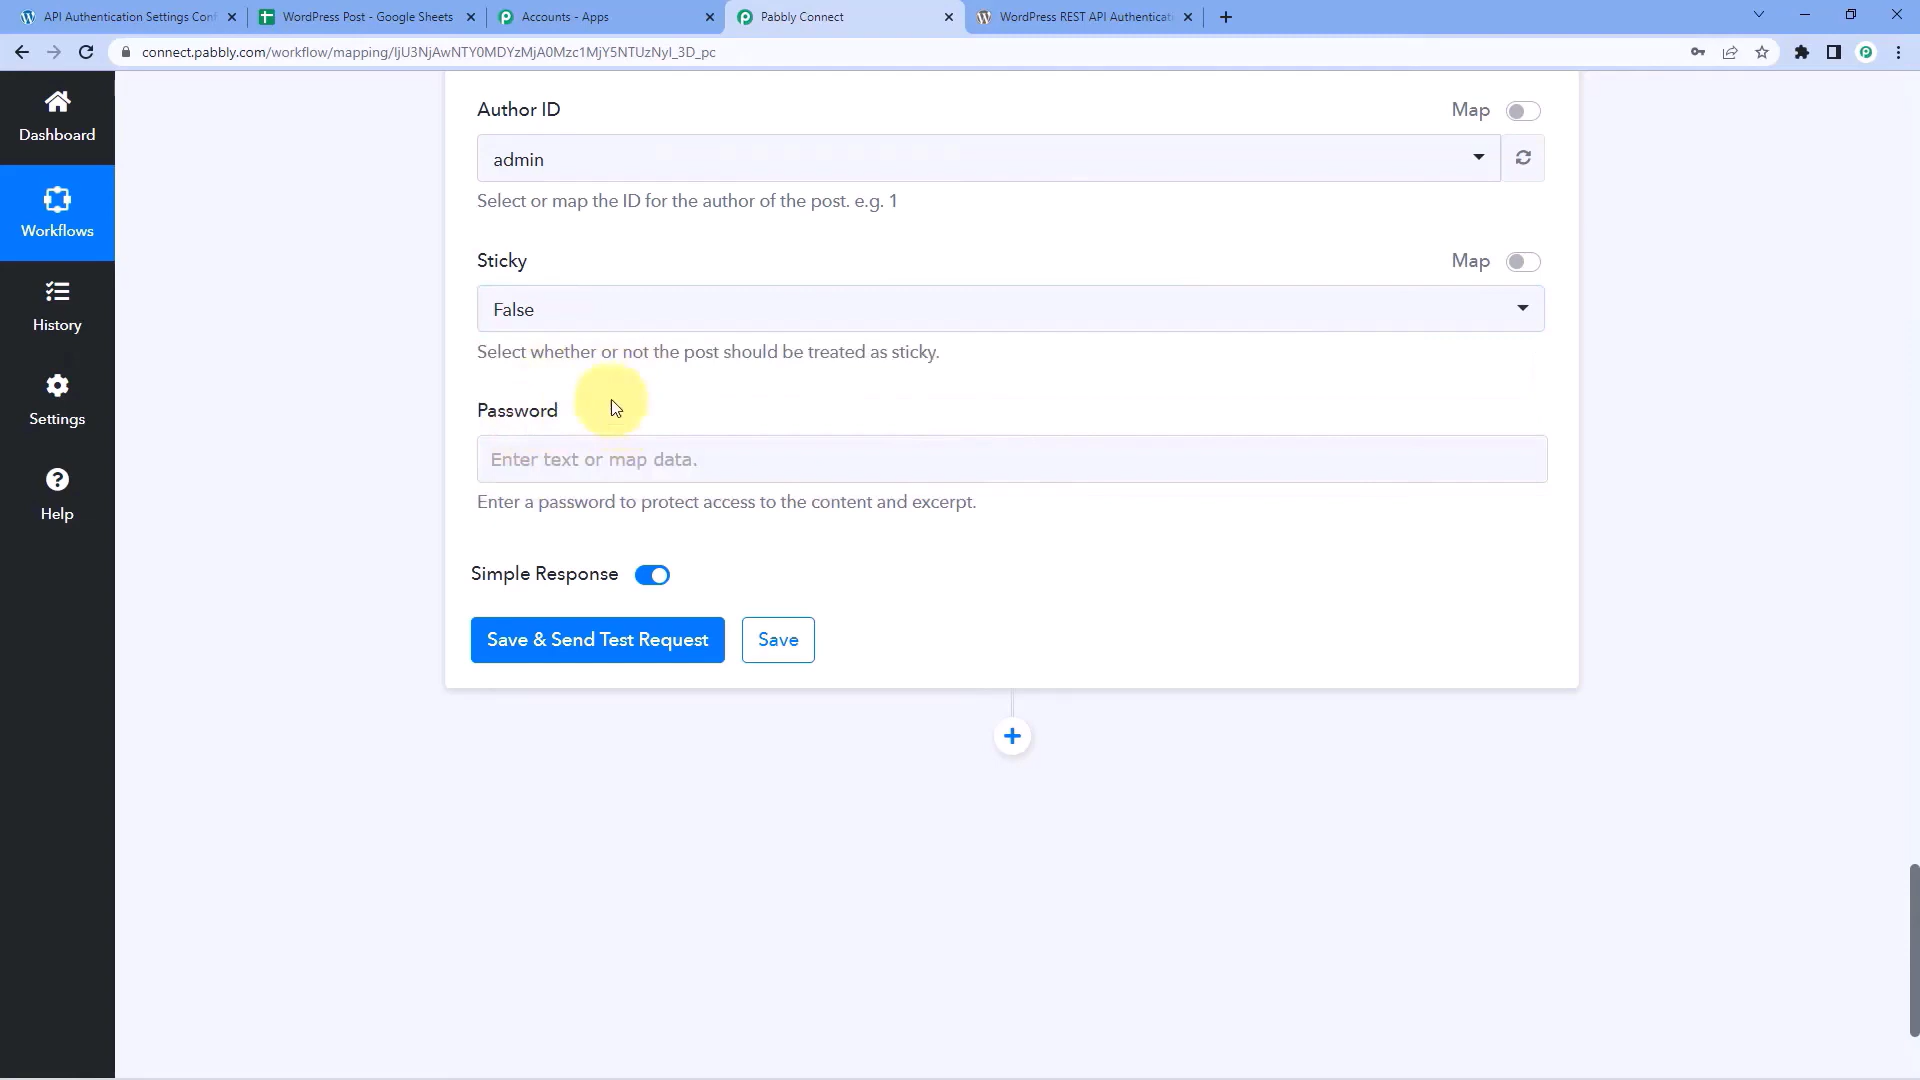 API Authentication Settings Conf
WordPress Post - Google Sheets
Accounts - Apps
Pabbly Connect
WordPress REST API Authenticat
connect.pabbly.com/workflow/mapping/IjU3NjAwNTY0MDYzMjA0Mzc1MjY5NTUzNyI_3D_pc
Dashboard
Workflows
History
Settings
Help
Author ID
Map
admin
Select or map the ID for the author of the post. e.g. 1
Sticky
Map
False
Select whether or not the post should be treated as sticky.
Password
Enter text or map data.
Enter a password to protect access to the content and excerpt.
Simple Response
Save & Send Test Request
Save